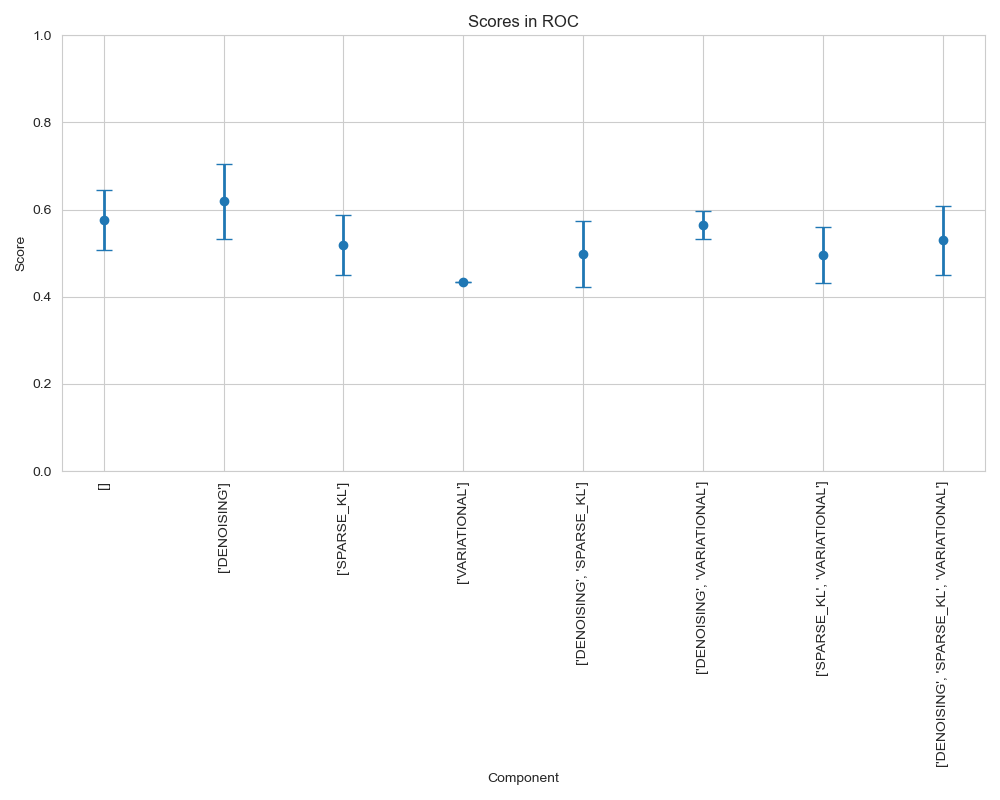 Scores in ROC
Score
1.0
0.8
0.6
0.4
0.2
0.0
[]
['DENOISING']
['SPARSE_KL']
['VARIATIONAL']
['DENOISING', 'SPARSE_KL']
['DENOISING', 'VARIATIONAL']
['SPARSE_KL', 'VARIATIONAL']
['DENOISING', 'SPARSE_KL', 'VARIATIONAL']
Component